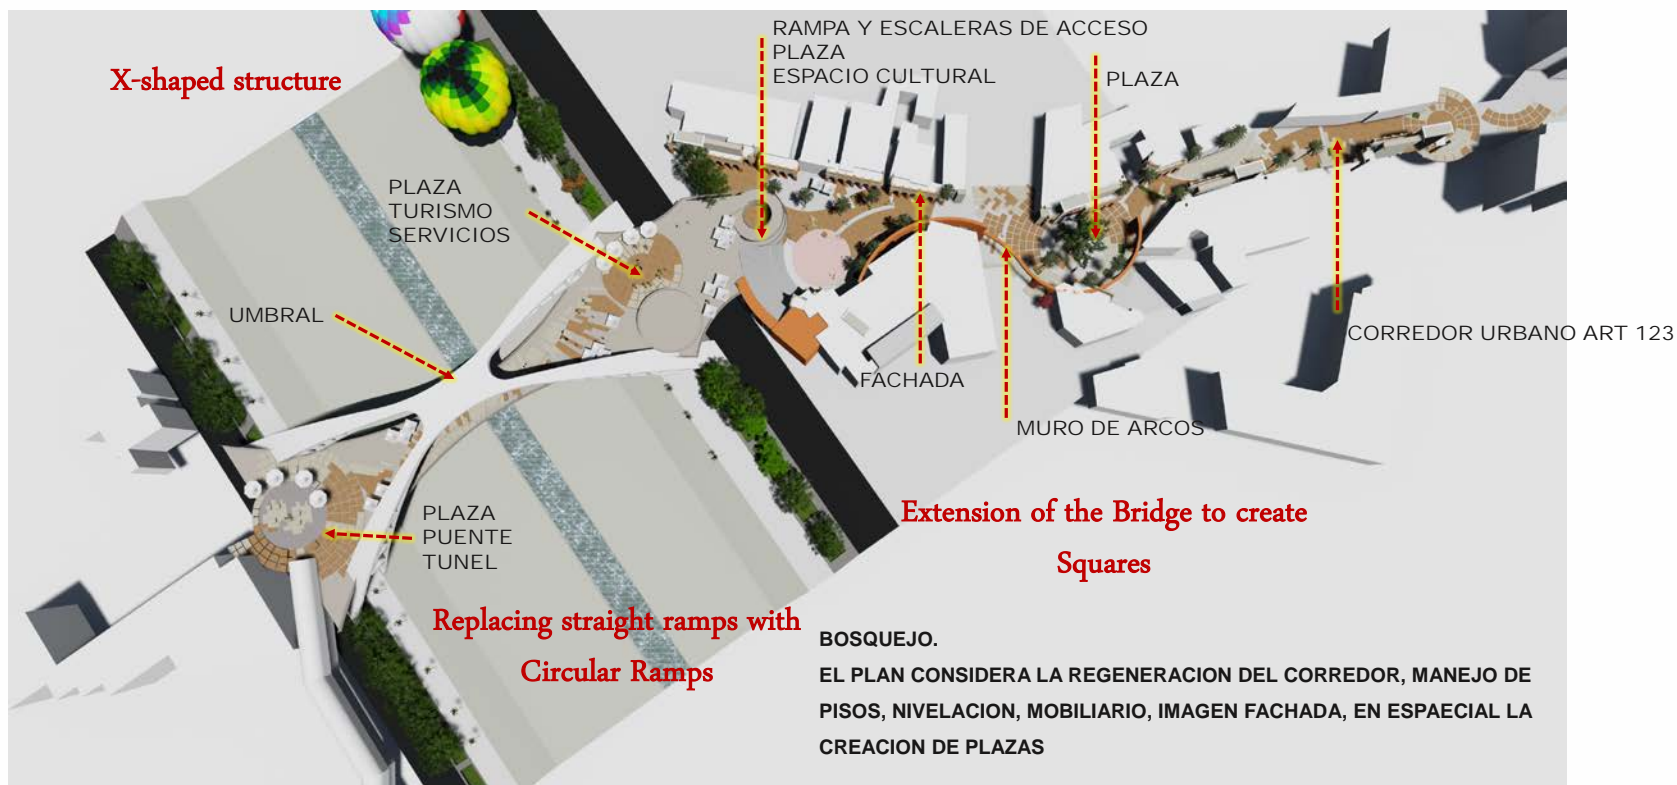 RAMPA Y ESCALERAS DE ACCESO
PLAZA
ESPACIO CULTURAL
X-shaped structure
PLAZA
PLAZA
TURISMO
SERVICIOS
UMBRAL
CORREDOR URBANO ART 123
FACHADA
MURO DE ARCOS
PLAZA
PUENTE
TUNEL
Extension of the Bridge to create
Squares
Replacing straight ramps with
Circular Ramps
BOSQUEJO.
EL PLAN CONSIDERA LA REGENERACION DEL CORREDOR, MANEJO DE
PISOS, NIVELACION, MOBILIARIO, IMAGEN FACHADA, EN ESPAECIAL LA
CREACION DE PLAZAS